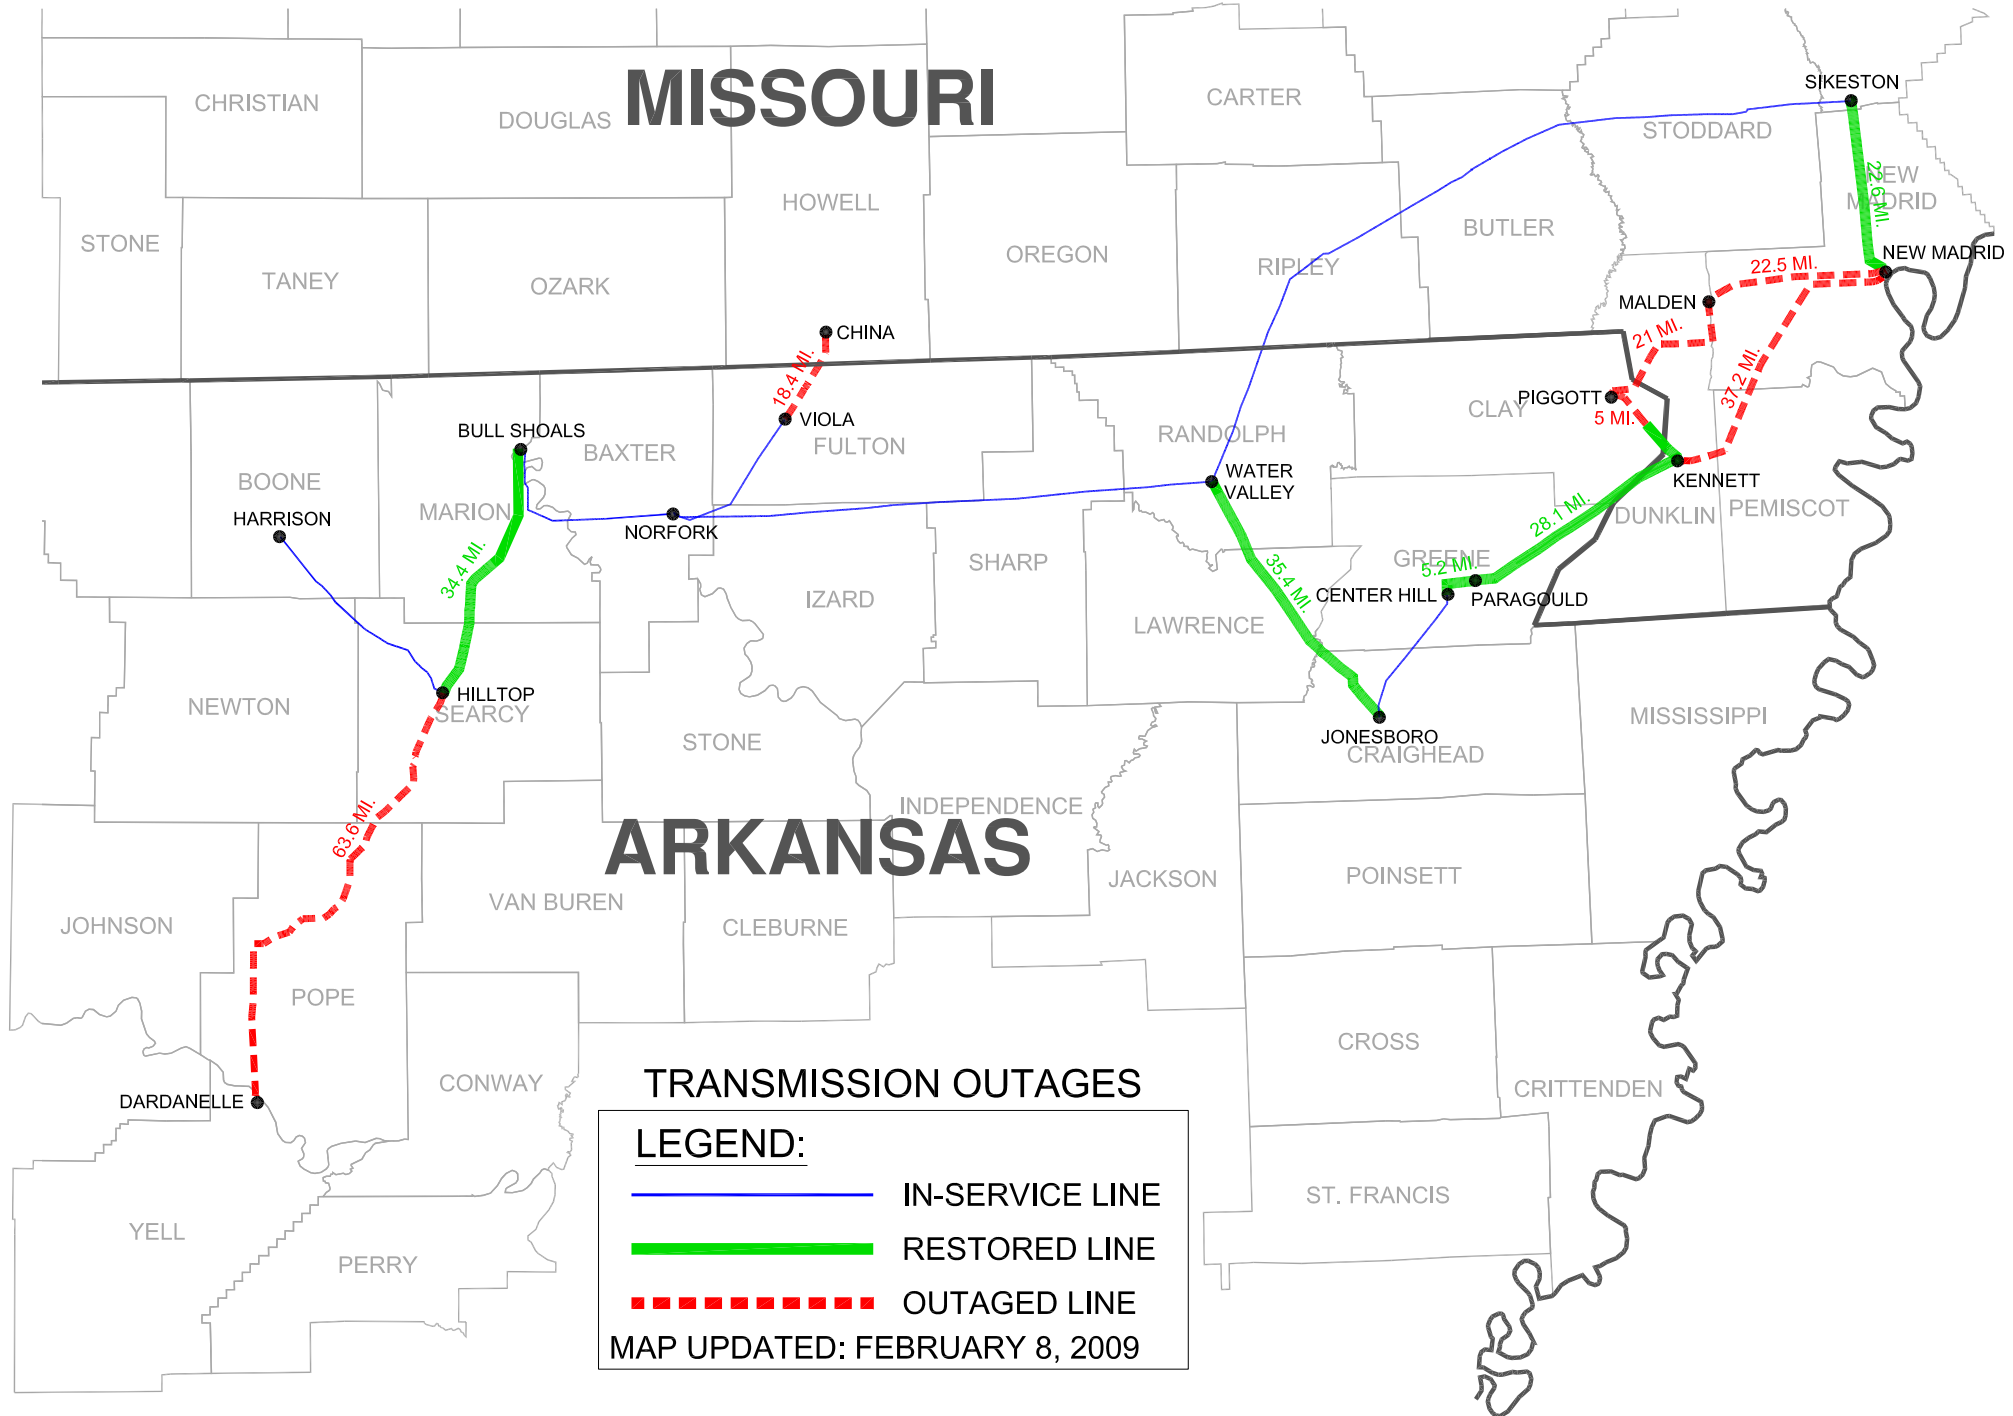 MISSOURI
SIKESTON
CHRISTIAN
CARTER
DOUGLAS
STODDARD
22.6 MI.
NEW
MADRID
HOWELL
STONE
BUTLER
OREGON
NEW MADRID
TANEY
RIPLEY
22.5 MI.
OZARK
MALDEN
CHINA
21 MI.
18.4 MI.
37.2 MI.
PIGGOTT
CLAY
5 MI.
VIOLA
BULL SHOALS
RANDOLPH
FULTON
BAXTER
WATER
VALLEY
BOONE
KENNETT
MARION
HARRISON
PEMISCOT
DUNKLIN
28.1 MI.
NORFORK
34.4 MI.
SHARP
GREENE
5.2 MI.
35.4 MI.
CENTER HILL
PARAGOULD
IZARD
LAWRENCE
HILLTOP
SEARCY
NEWTON
MISSISSIPPI
STONE
JONESBORO
CRAIGHEAD
INDEPENDENCE
63.6 MI.
ARKANSAS
JACKSON
POINSETT
VAN BUREN
JOHNSON
CLEBURNE
POPE
CROSS
CONWAY
TRANSMISSION OUTAGES
CRITTENDEN
DARDANELLE
LEGEND:
IN-SERVICE LINE
ST. FRANCIS
YELL
RESTORED LINE
PERRY
OUTAGED LINE
MAP UPDATED: FEBRUARY 8, 2009